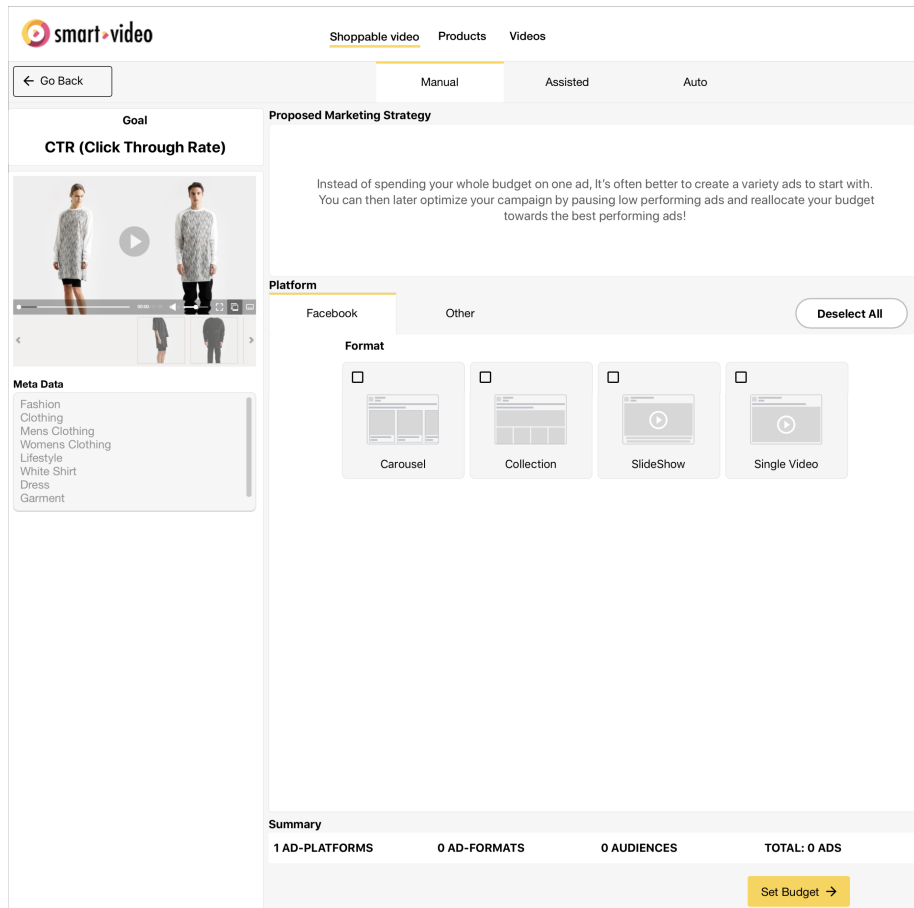 smart video
Shoppable video
Products
Videos
Go Back
Manual
Assisted
Auto
Goal
CTR (Click Through Rate)
00:00
Meta Data
Fashion
Clothing
Mens Clothing
Womens Clothing
Lifestyle
White Shirt
Dress
Garment
Proposed Marketing Strategy
Instead of spending your whole budget on one ad, It's often better to create a variety ads to start with.
You can then later optimize your campaign by pausing low performing ads and reallocate your budget
towards the best performing ads!
Platform
Facebook
Other
Deselect All
Format
Carousel
Collection
SlideShow
Single Video
Summary
1 AD-PLATFORMS
0 AD-FORMATS
0 AUDIENCES
TOTAL: 0 ADS
Set Budget